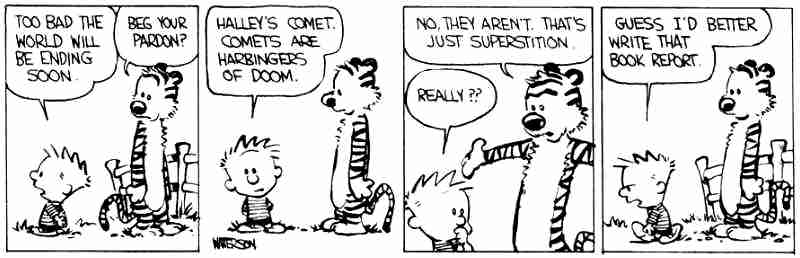 TOO BAD THE
WORLD WILL
BE ENDING
SOON.
BEG YOUR
PARDON?
HALLEY'S COMET.
COMETS ARE
HARBINGERS
OF DOOM.
WATTERSON
NO, THEY AREN'T. THAT'S
JUST SUPERSTITION.
REALLY??
GUESS I'D BETTER
WRITE THAT
BOOK REPORT.